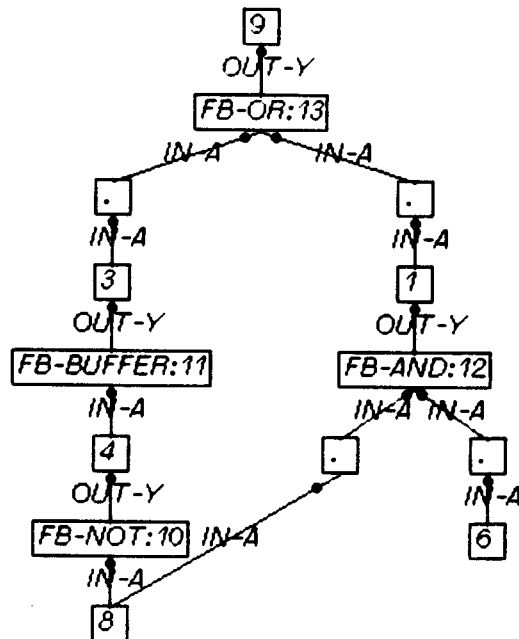 9
OUT-Y
FB-OR:13
IN-A IN-A
. .
IN-A IN-A
3 1
OUT-Y OUT-Y
FB-BUFFER:11 FB-AND:12
IN-A IN-A IN-A
4 . .
OUT-Y IN-A
FB-NOT:10 IN-A 6
IN-A
8